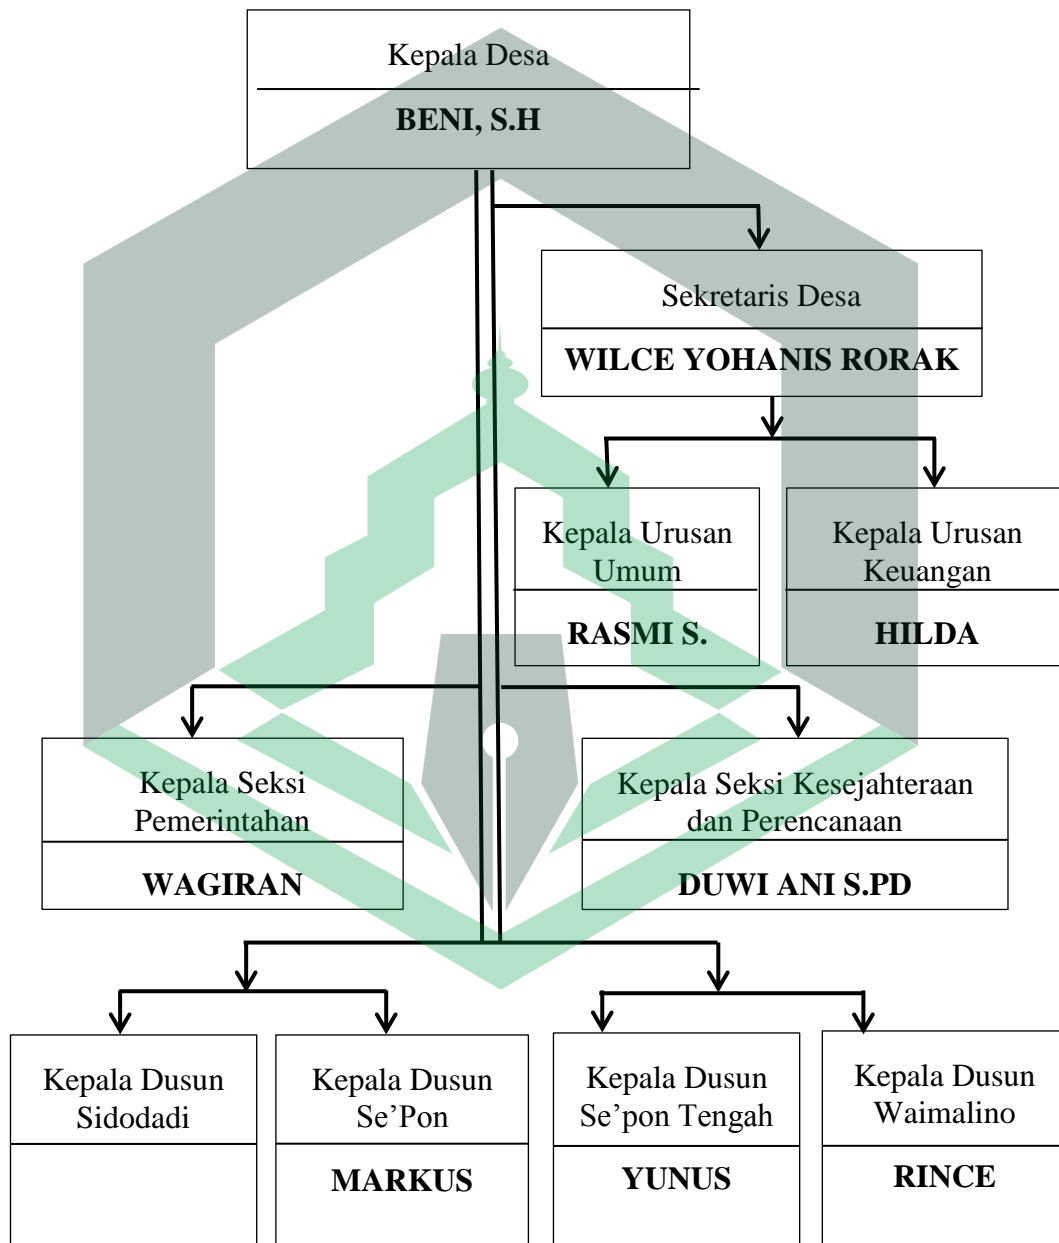 Kepala Desa
BENI, S.H
Sekretaris Desa
WILCE YOHANIS RORAK
Kepala Urusan
Umum
RASMI S.
Kepala Urusan
Keuangan
HILDA
Kepala Seksi
Pemerintahan
WAGIRAN
Kepala Seksi Kesejahteraan
dan Perencanaan
DUWI ANI S.PD
Kepala Dusun
Sidodadi
Kepala Dusun
Se’Pon
MARKUS
Kepala Dusun
Se’pon Tengah
YUNUS
Kepala Dusun
Waimalino
RINCE